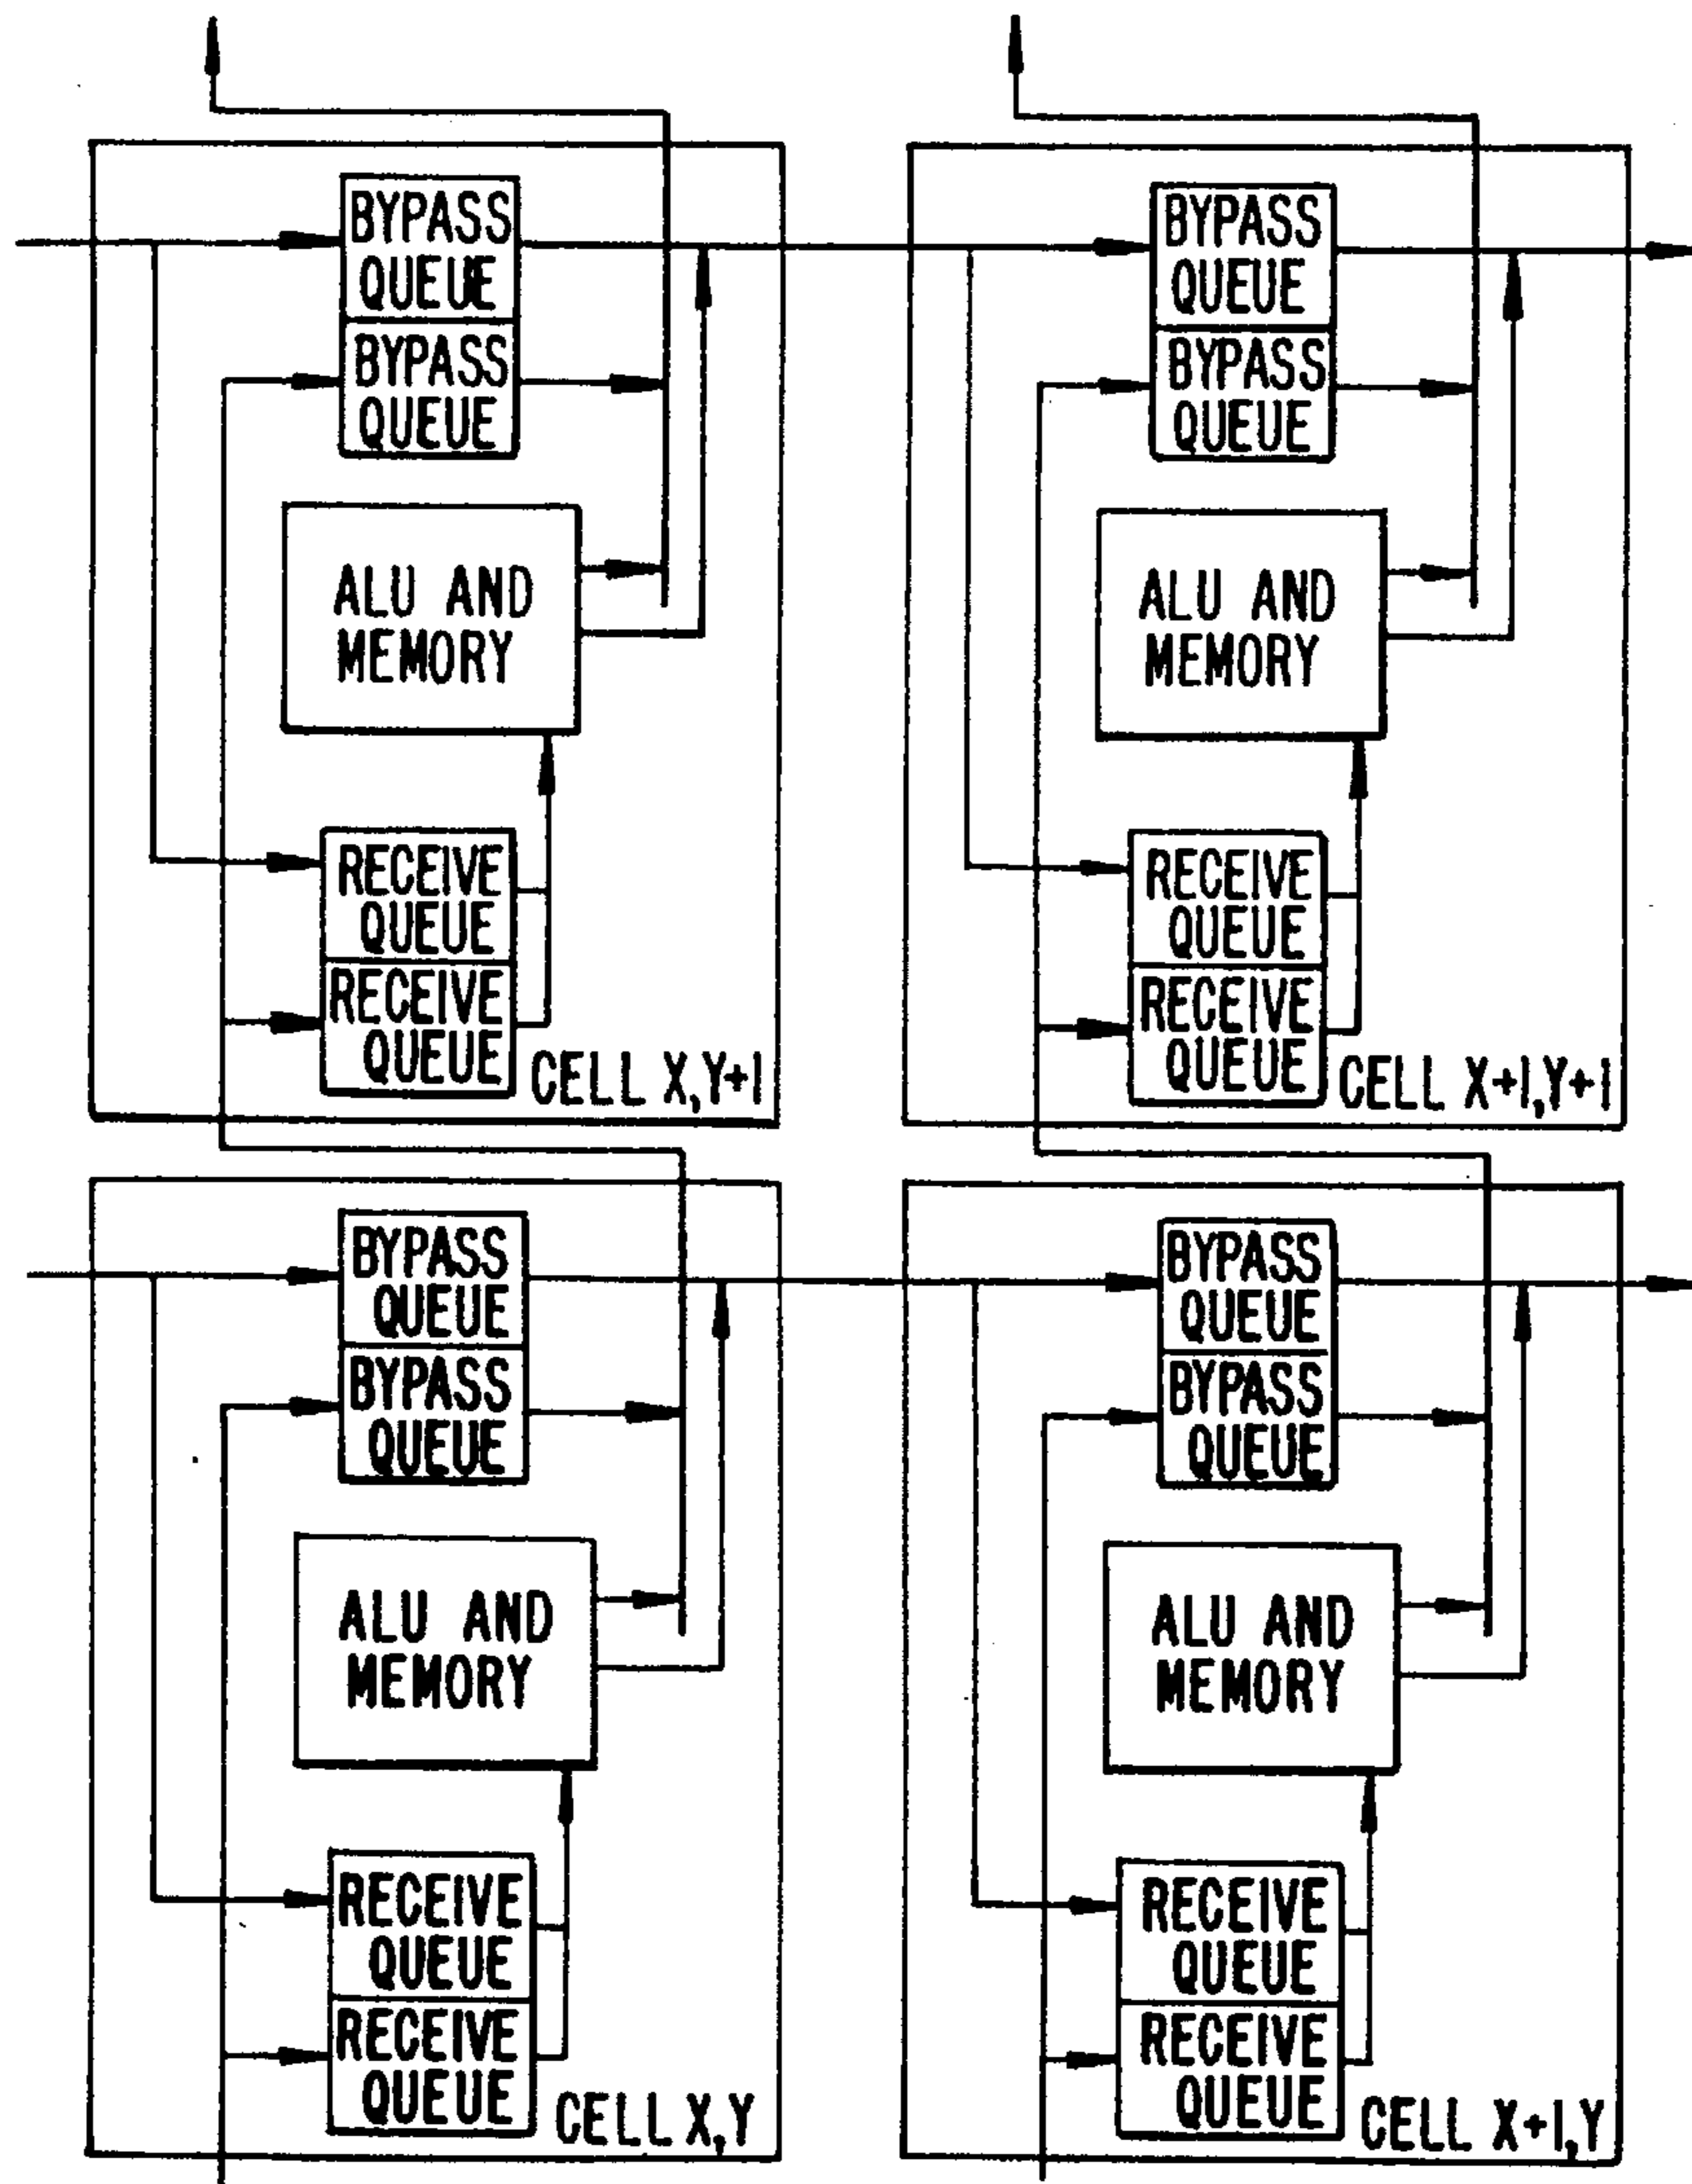 BYPASS
QUEUE
BYPASS
QUEUE
ALU AND
MEMORY
RECEIVE
QUEUE
RECEIVE
QUEUE
CELL X,Y+1
BYPASS
QUEUE
BYPASS
QUEUE
ALU AND
MEMORY
RECEIVE
QUEUE
RECEIVE
QUEUE
CELL X+1,Y+1
BYPASS
QUEUE
BYPASS
QUEUE
ALU AND
MEMORY
RECEIVE
QUEUE
RECEIVE
QUEUE
CELL X,Y
BYPASS
QUEUE
BYPASS
QUEUE
ALU AND
MEMORY
RECEIVE
QUEUE
RECEIVE
QUEUE
CELL X+1,Y